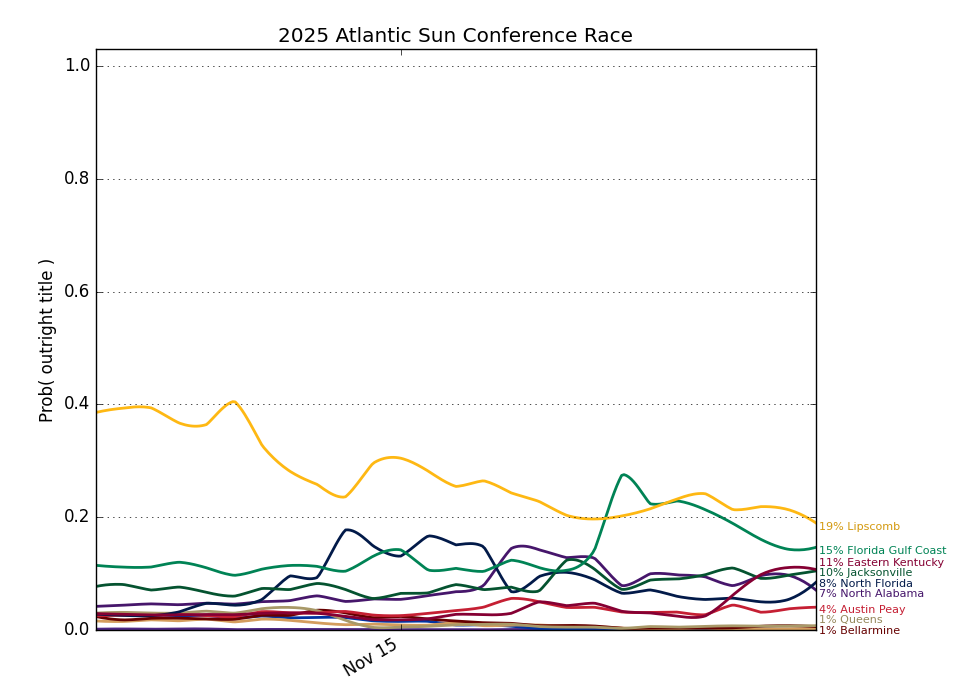 2025 Atlantic Sun Conference Race
Prob( outright title )
1.0
0.8
0.6
0.4
0.2
0.0
Nov 15
19% Lipscomb
15% Florida Gulf Coast
11% Eastern Kentucky
10% Jacksonville
8% North Florida
7% North Alabama
4% Austin Peay
1% Queens
1% Bellarmine